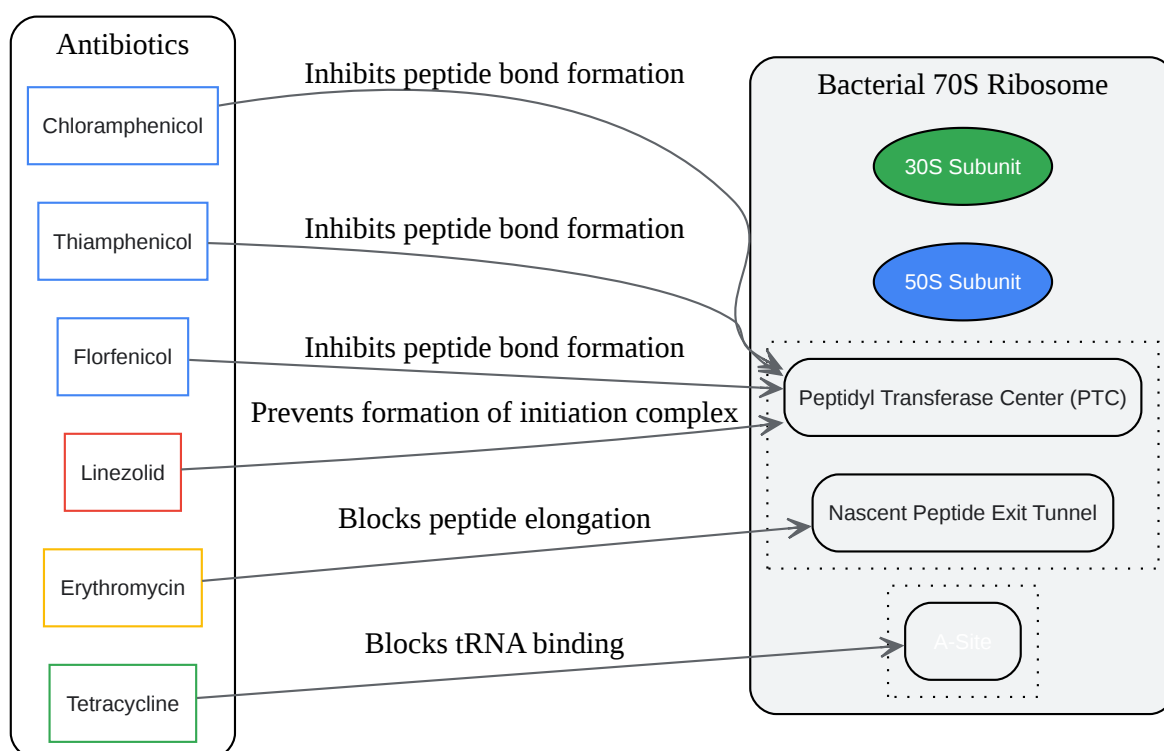 Antibiotics
Chloramphenicol
Thiamphenicol
Florfenicol
Linezolid
Erythromycin
Tetracycline
Inhibits peptide bond formation
Inhibits peptide bond formation
Inhibits peptide bond formation
Prevents formation of initiation complex
Blocks peptide elongation
Blocks tRNA binding
Bacterial 70S Ribosome
30S Subunit
50S Subunit
Peptidyl Transferase Center (PTC)
Nascent Peptide Exit Tunnel
A-Site